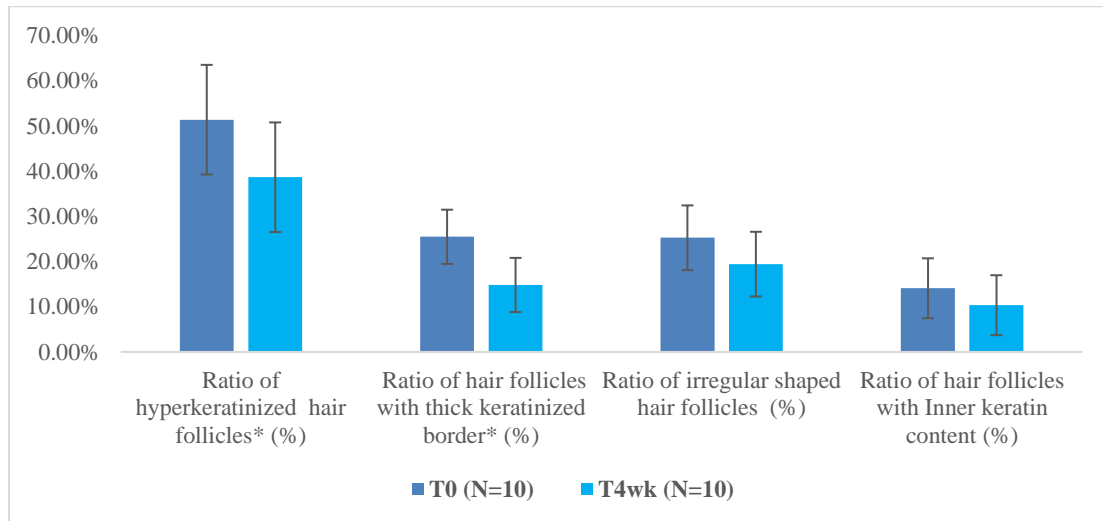 70.00%
60.00%
50.00%
40.00%
30.00%
20.00%
10.00%
0.00%
Ratio of
hyperkeratinized hair
follicles* (%)
Ratio of hair follicles
with thick keratinized
border* (%)
Ratio of irregular shaped
hair follicles (%)
Ratio of hair follicles
with Inner keratin
content (%)
T0 (N=10) T4wk (N=10)